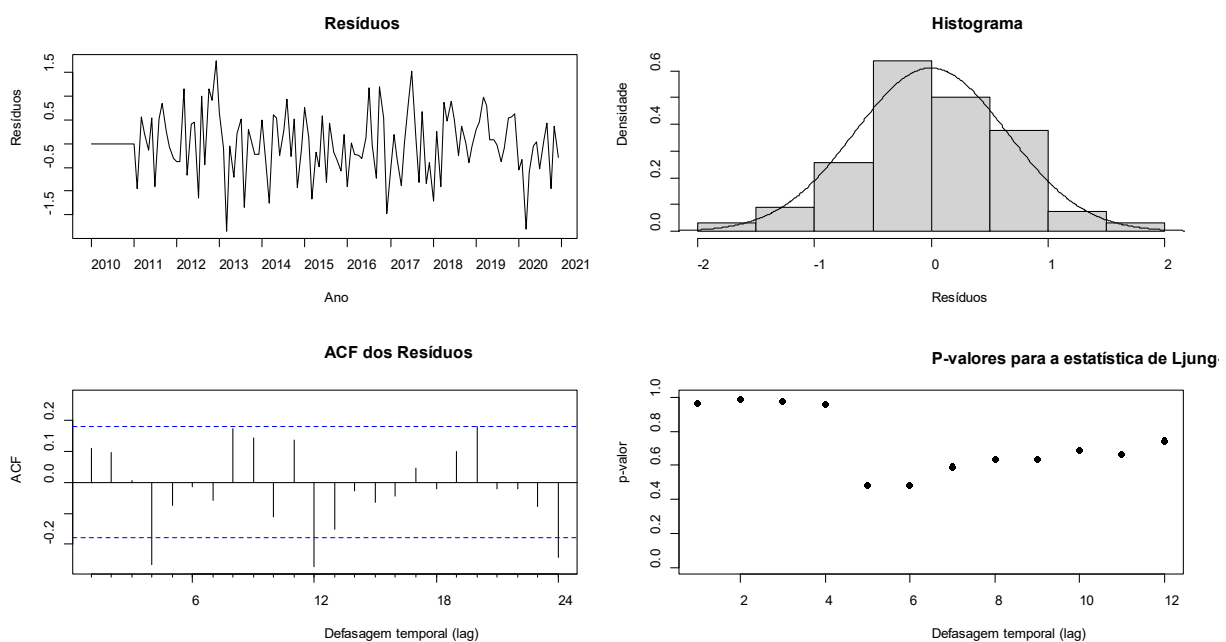 Resíduos
Resíduos
1.5
0.5
-0.5
-1.5
2010 2011 2012 2013 2014 2015 2016 2017 2018 2019 2020 2021
Ano
Histograma
Densidade
0.6
0.4
0.2
0.0
-2 -1 0 1 2
Resíduos
ACF dos Resíduos
ACF
0.2
0.1
0.0
-0.2
6 12 18 24
Defasagem temporal (lag)
P-valores para a estatística de Ljung-
p-valor
1.0
0.8
0.6
0.4
0.2
0.0
2 4 6 8 10 12
Defasagem temporal (lag)